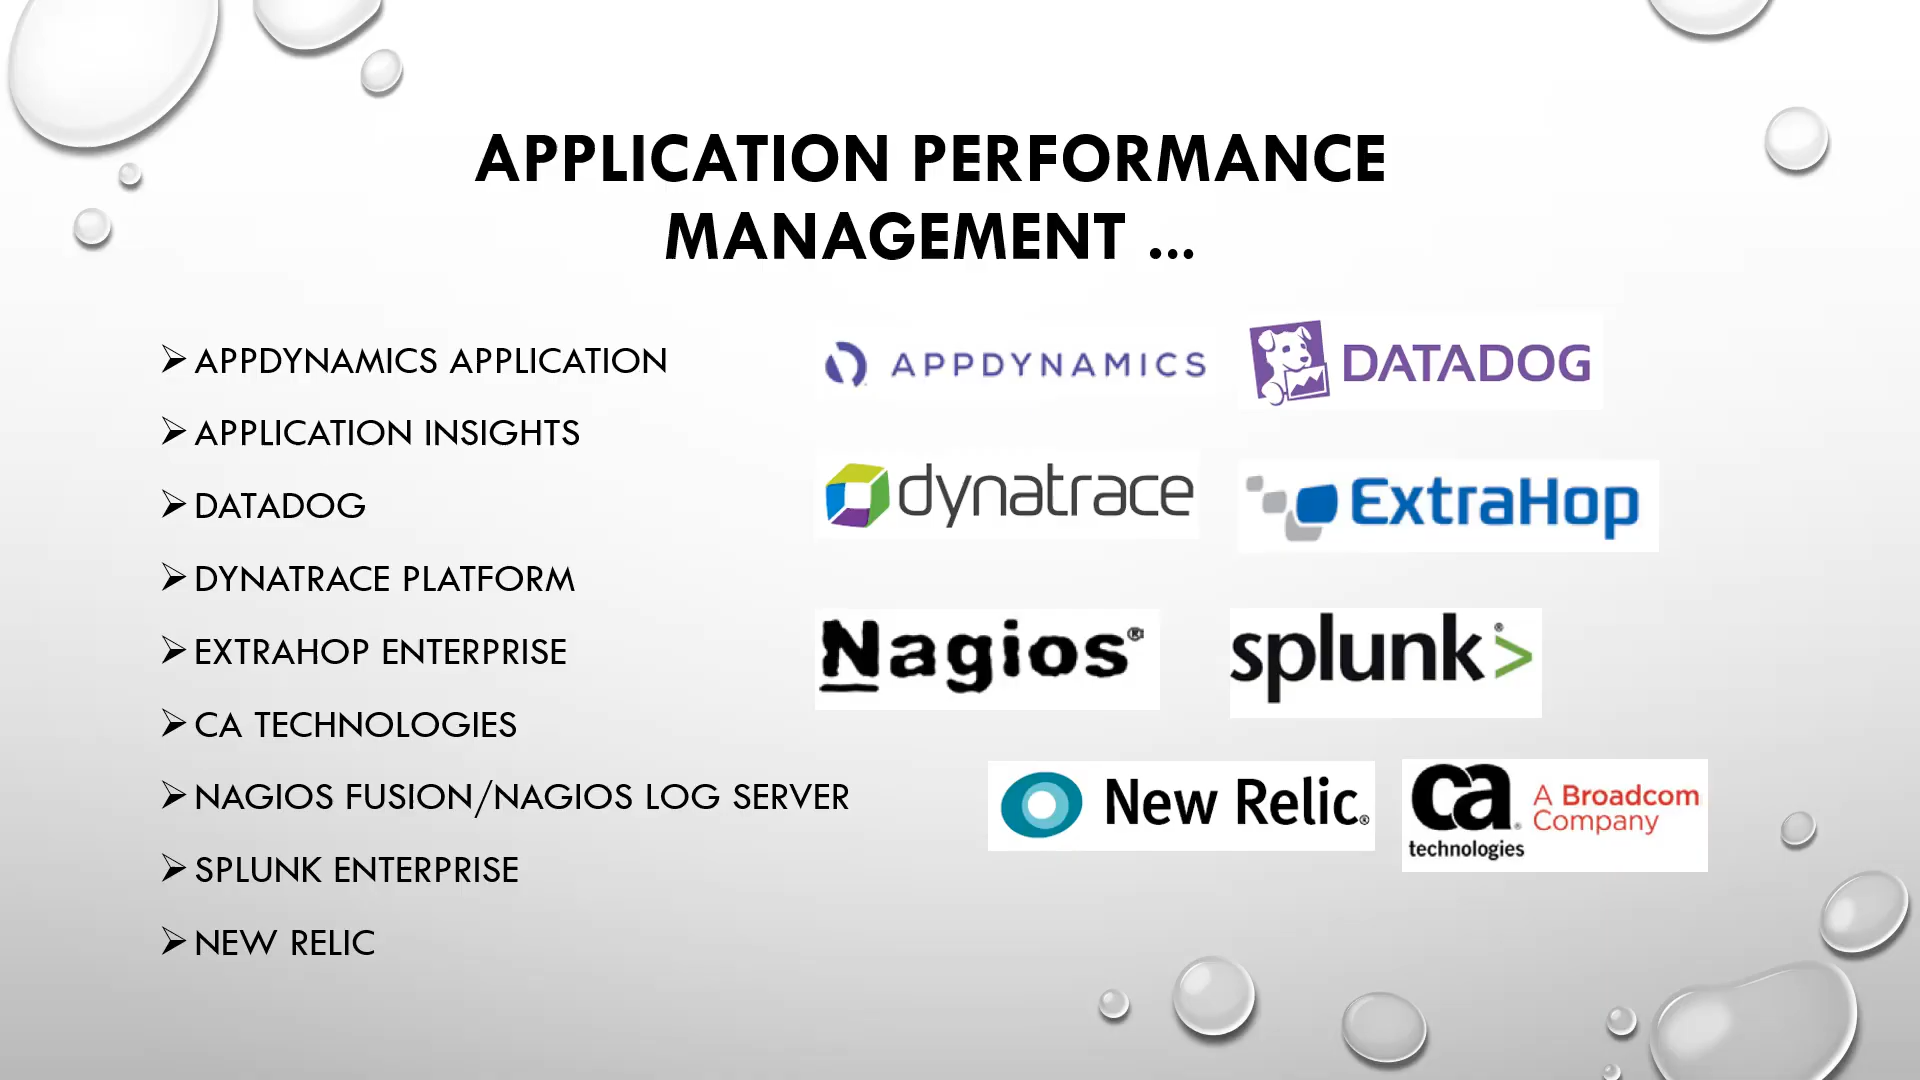 APPLICATION PERFORMANCE
MANAGEMENT ...
APPDYNAMICS APPLICATION
APPLICATION INSIGHTS
DATADOG
DYNATRACE PLATFORM
EXTRAHOP ENTERPRISE
CA TECHNOLOGIES
NAGIOS FUSION/NAGIOS LOG SERVER
SPLUNK ENTERPRISE
NEW RELIC
APPDYNAMICS
DATADOG
dynatrace
ExtraHop
Nagios®
splunk®>
New Relic®
ca®
technologies
A Broadcom
Company